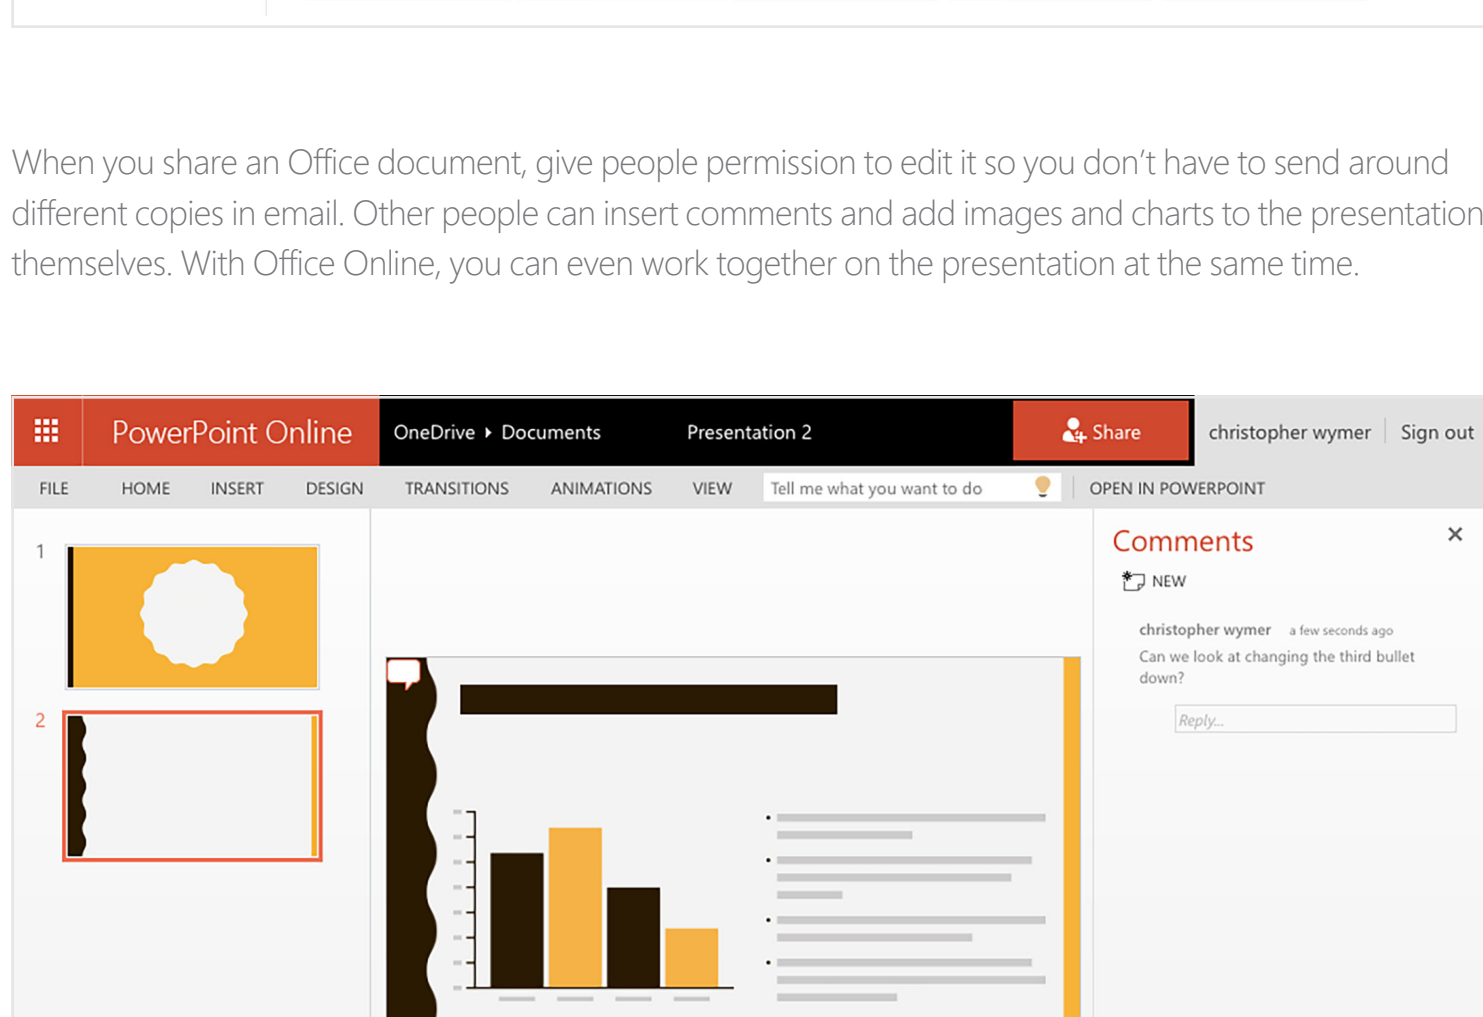 When you share an Office document, give people permission to edit it so you don't have to send around
different copies in email. Other people can insert comments and add images and charts to the presentation
themselves. With Office Online, you can even work together on the presentation at the same time.
PowerPoint Online OneDrive Documents Presentation 2 Share christopher wymer Sign out
FILE HOME INSERT DESIGN TRANSITIONS ANIMATIONS VIEW Tell me what you want to do OPEN IN POWERPOINT
Comments
1
NEW
christopher wymer a few seconds ago
Can we look at changing the third bullet
down?
2
Reply...